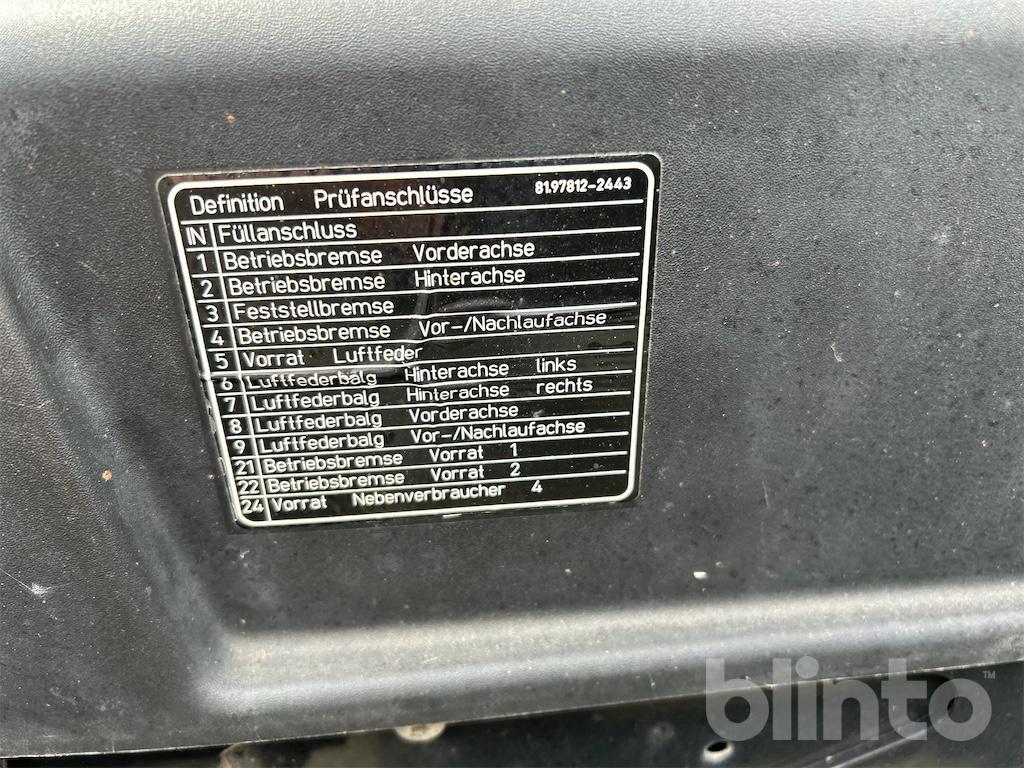 Definition Prüfanschlüsse 81.97812-2443
IN Füllanschluss
1 Betriebsbremse Vorderachse
2 Betriebsbremse Hinterachse
3 Feststellbremse
4 Betriebsbremse Vor-/Nachlaufachse
5 Vorrat Luftfeder
6 Luftfederbalg Hinterachse links
7 Luftfederbalg Hinterachse rechts
8 Luftfederbalg Vorderachse
9 Luftfederbalg Vor-/Nachlaufachse
21 Betriebsbremse Vorrat 1
22 Betriebsbremse Vorrat 2
24 Vorrat Nebenverbraucher 4
blinto™